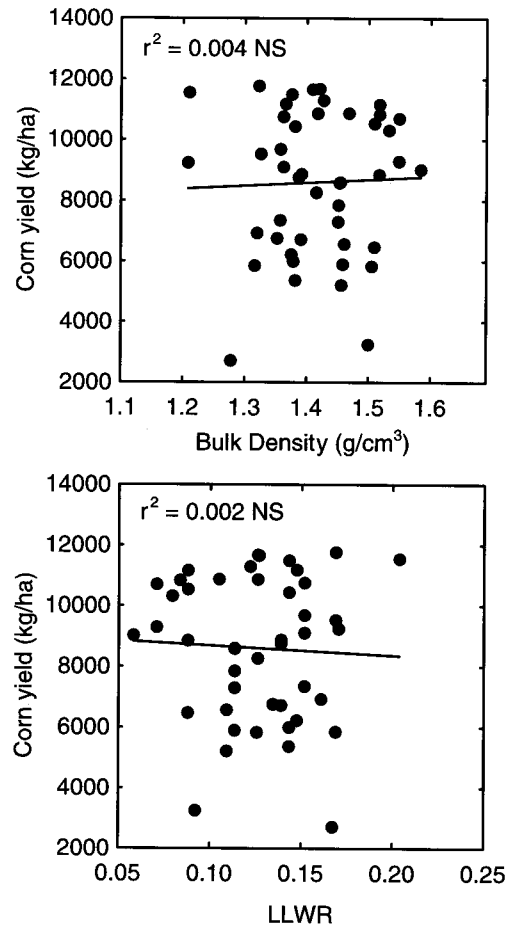 14000
r² = 0.004 NS
12000
10000
8000
6000
4000
2000
Corn yield (kg/ha)
1.1 1.2 1.3 1.4 1.5 1.6
Bulk Density (g/cm³)
14000
r² = 0.002 NS
12000
10000
8000
6000
4000
2000
Corn yield (kg/ha)
0.05 0.10 0.15 0.20 0.25
LLWR